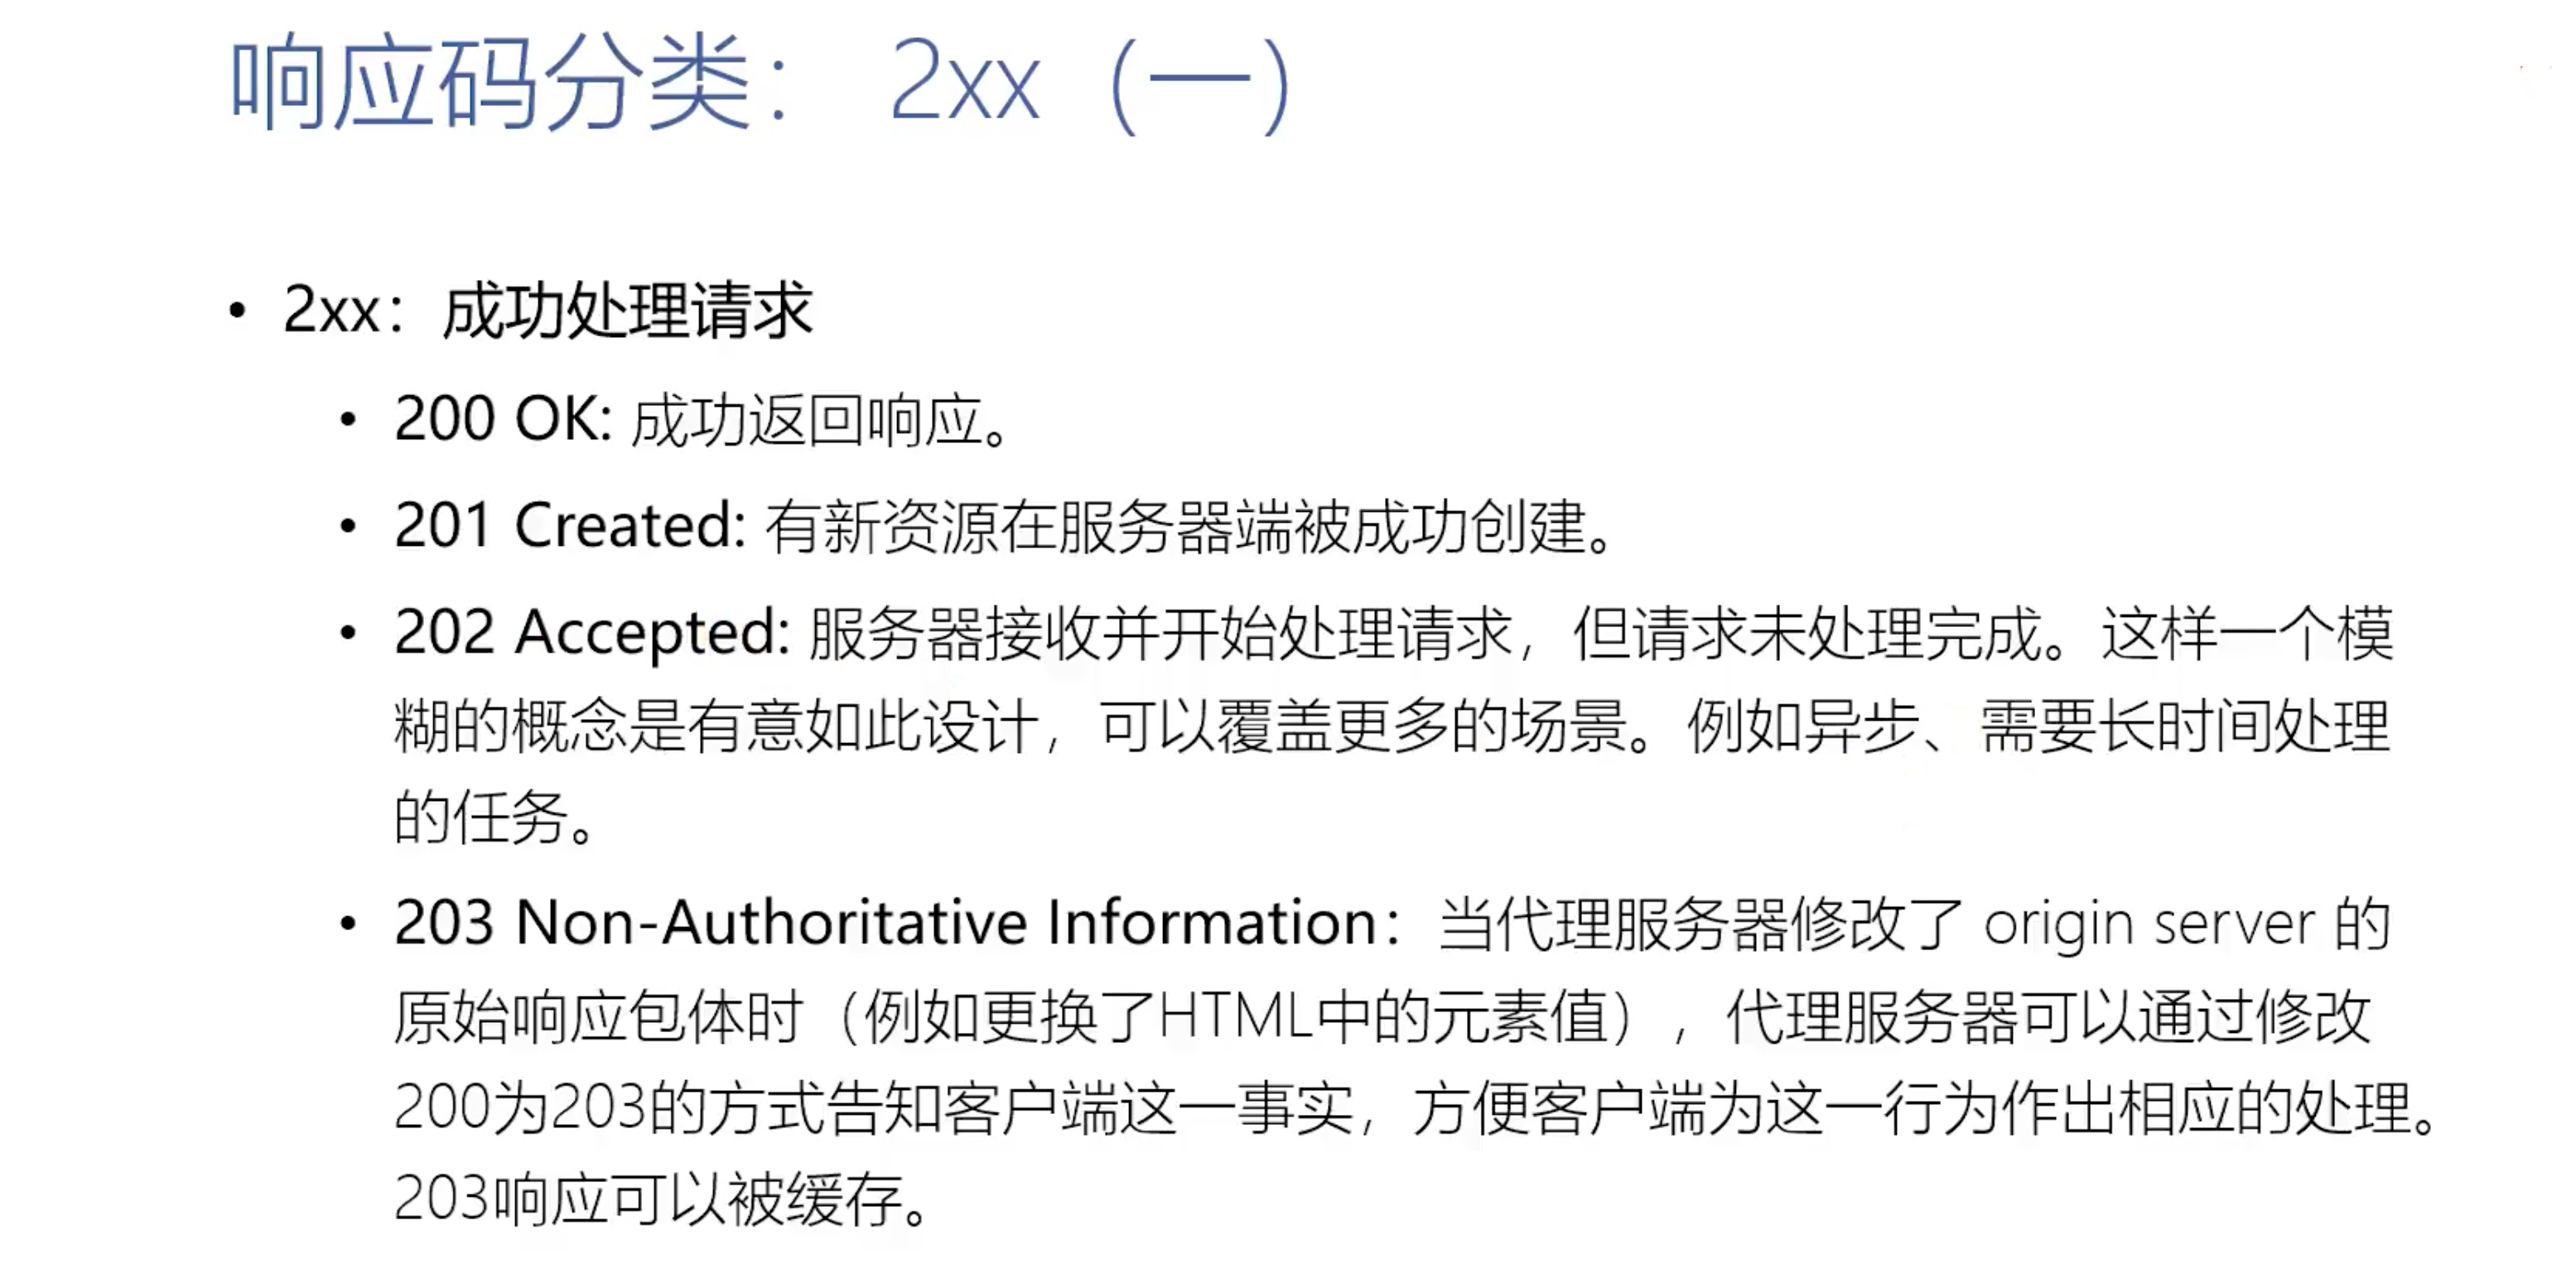 响应码分类： 2xx（一）
• 2xx：成功处理请求
• 200 OK: 成功返回响应。
• 201 Created: 有新资源在服务器端被成功创建。
• 202 Accepted: 服务器接收并开始处理请求，但请求未处理完成。这样一个模
糊的概念是有意如此设计，可以覆盖更多的场景。例如异步、需要长时间处理
的任务。
• 203 Non-Authoritative Information：当代理服务器修改了 origin server 的
原始响应包体时（例如更换了HTML中的元素值），代理服务器可以通过修改
200为203的方式告知客户端这一事实，方便客户端为这一行为作出相应的处理。
203响应可以被缓存。